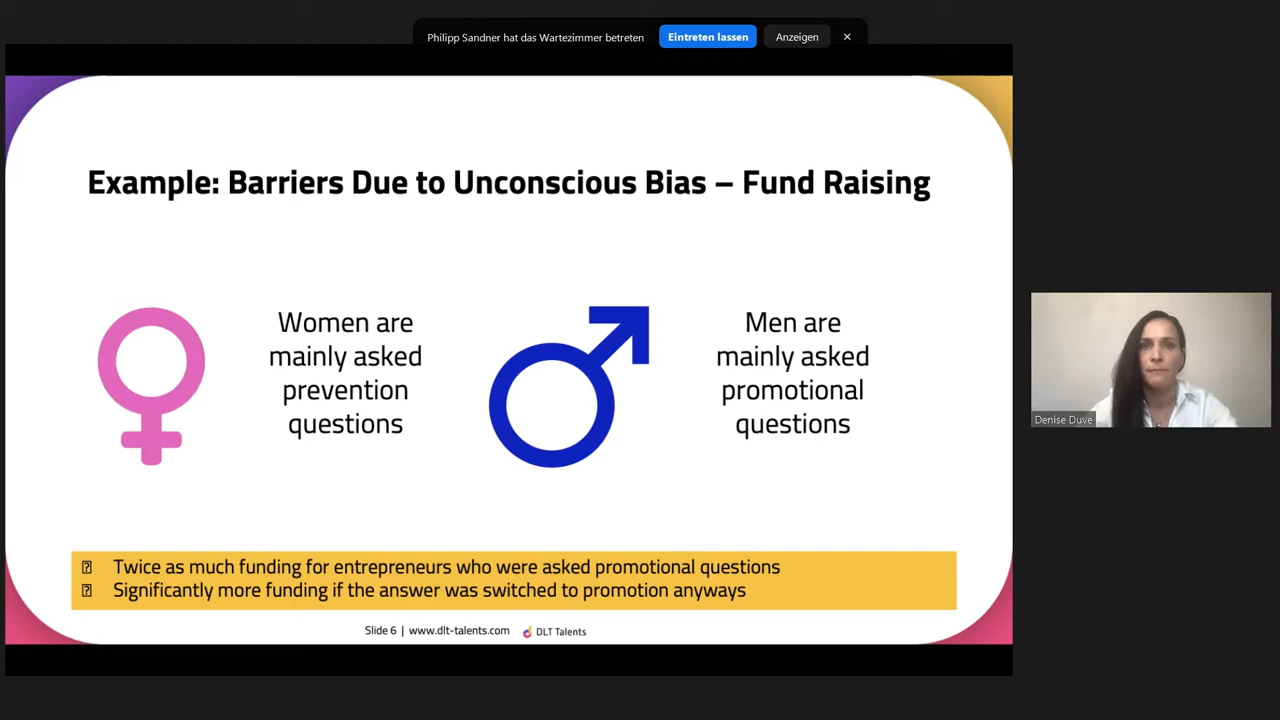 Philipp Sandner hat das Wartezimmer betreten
Eintreten lassen
Anzeigen
Example: Barriers Due to Unconscious Bias – Fund Raising
Women are
mainly asked
prevention
questions
Men are
mainly asked
promotional
questions
Twice as much funding for entrepreneurs who were asked promotional questions
Significantly more funding if the answer was switched to promotion anyways
Slide 6 | www.dlt-talents.com
DLT Talents
Denise Duve